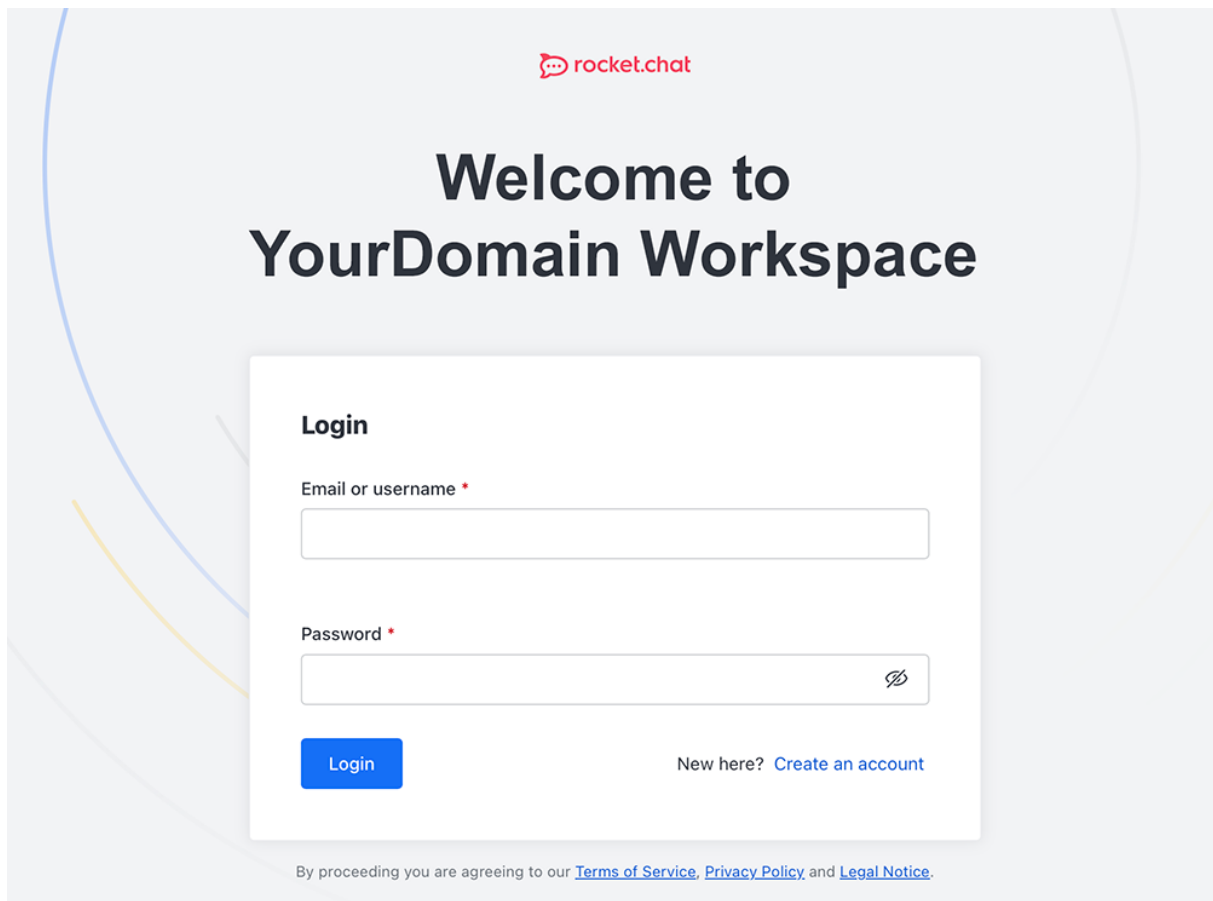 rocket.chat
Welcome to
YourDomain Workspace
Login
Email or username *
Password *
Login
New here? Create an account
By proceeding you are agreeing to our Terms of Service, Privacy Policy and Legal Notice.